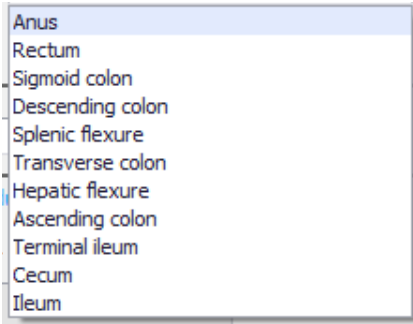 Anus
Rectum
Sigmoid colon
Descending colon
Splenic flexure
Transverse colon
Hepatic flexure
Ascending colon
Terminal ileum
Cecum
Ileum